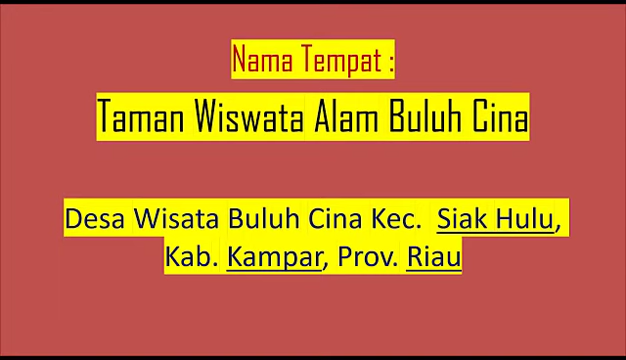 Nama Tempat :
Taman Wiswata Alam Buluh Cina
Desa Wisata Buluh Cina Kec. Siak Hulu,
Kab. Kampar, Prov. Riau